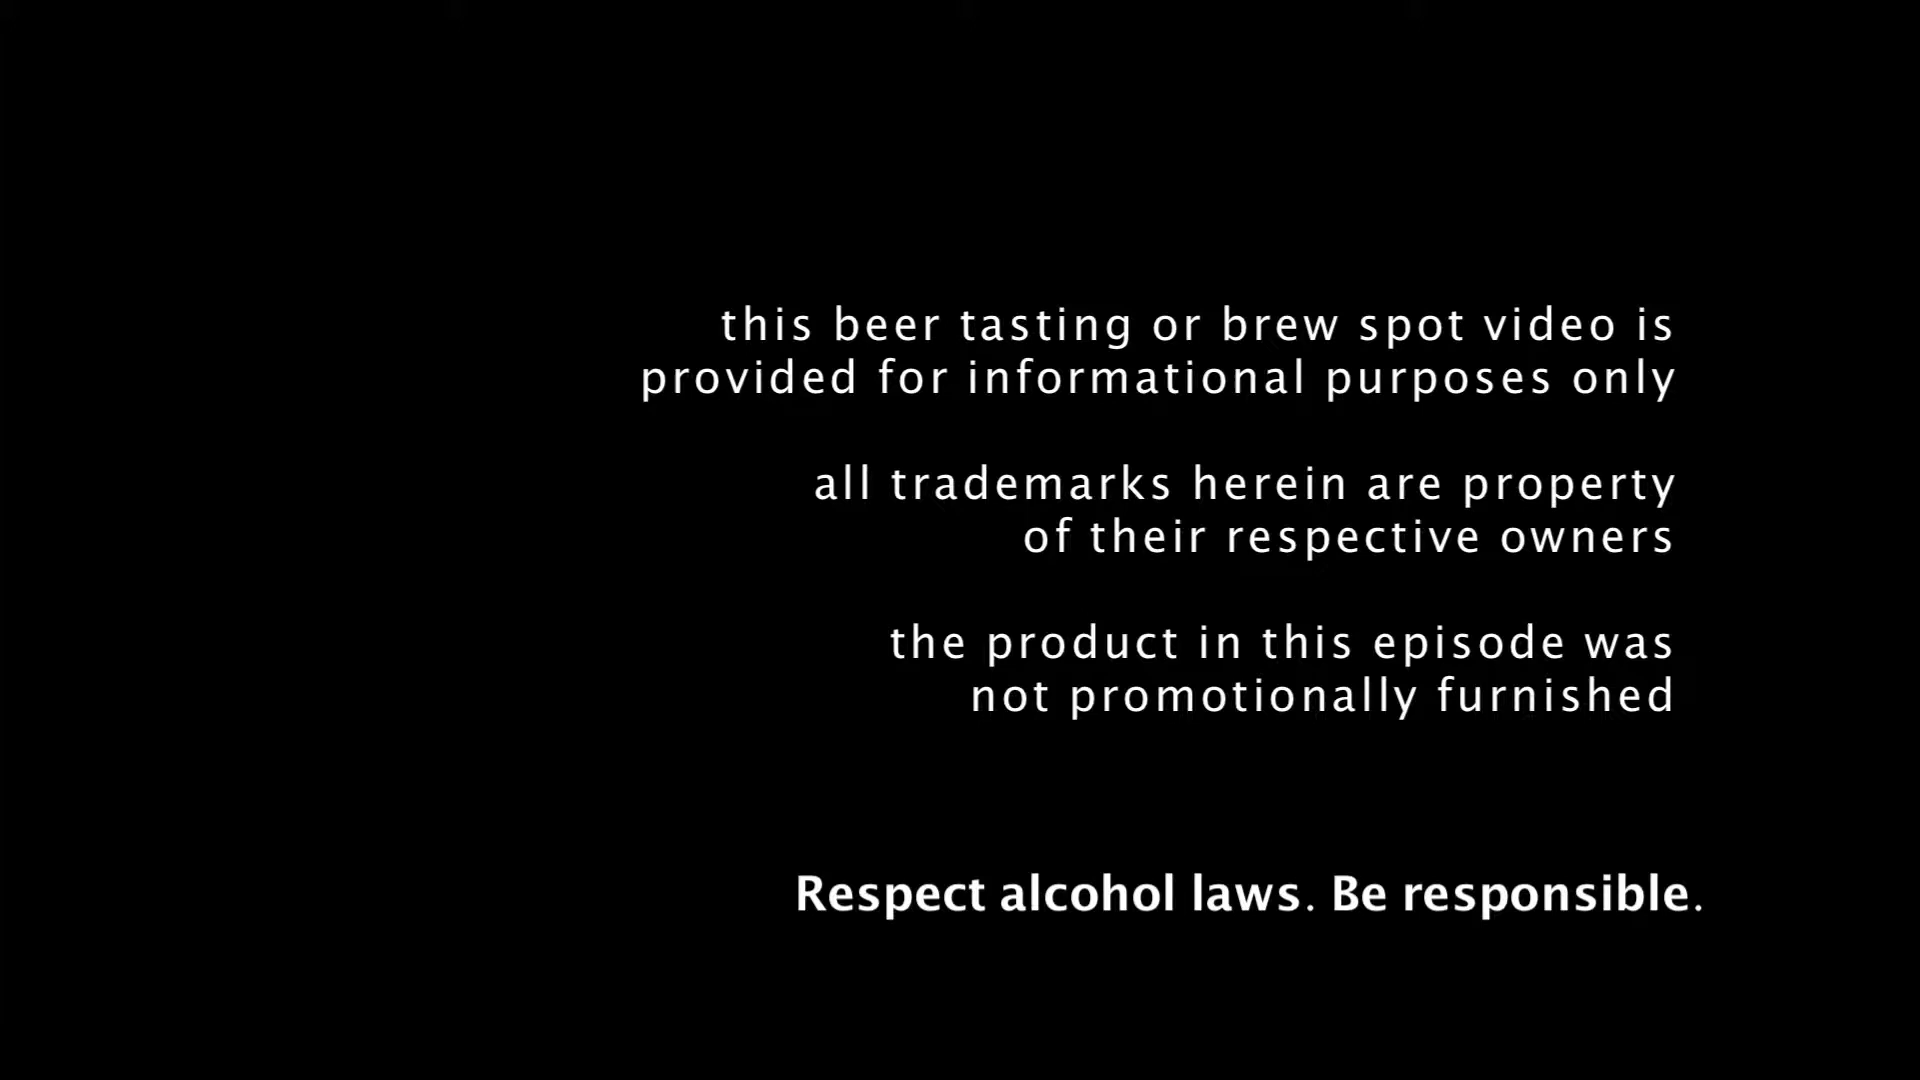 this beer tasting or brew spot video is
provided for informational purposes only
all trademarks herein are property
of their respective owners
the product in this episode was
not promotionally furnished
Respect alcohol laws. Be responsible.